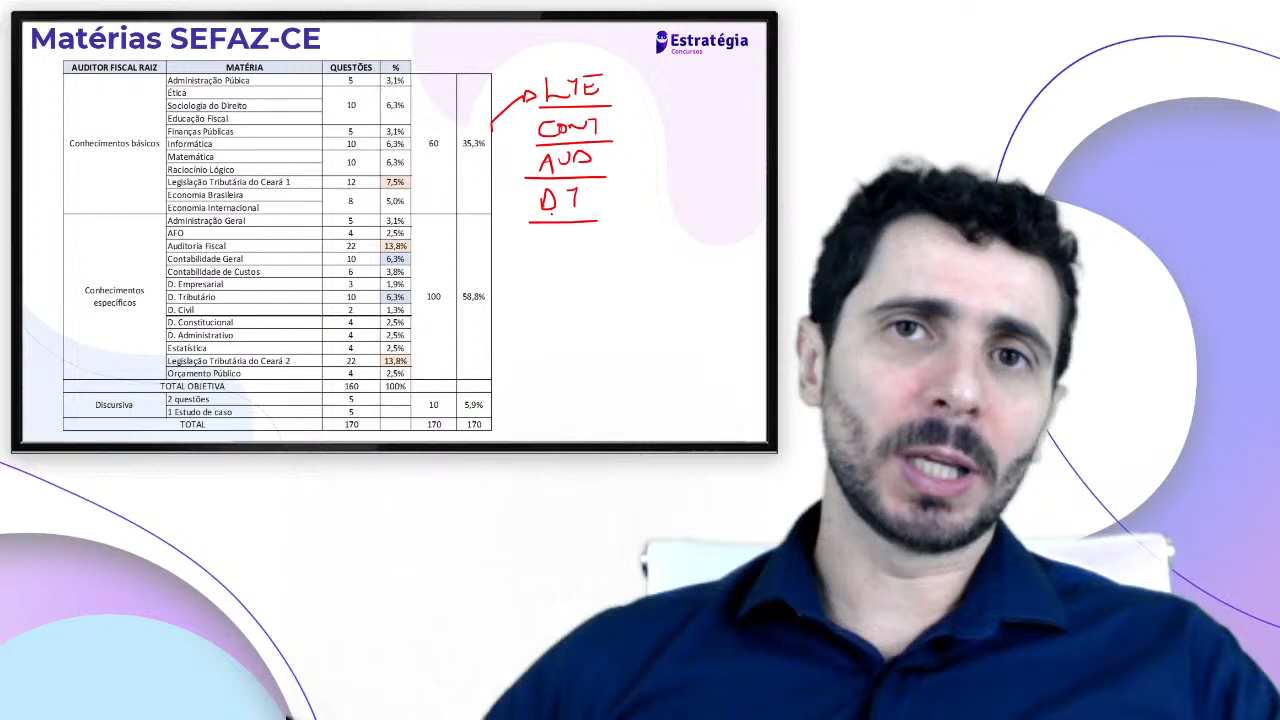 Matérias SEFAZ-CE
Estratégia
Concursos
AUDITOR FISCAL RAIZ MATÉRIA QUESTÕES %
Conhecimentos básicos 60 35,3%
Administração Púbica 5 3,1%
Ética
Sociologia do Direito 10 6,3%
Educação Fiscal
Finanças Públicas 5 3,1%
Informática 10 6,3%
Matemática 10 6,3%
Raciocínio Lógico
Legislação Tributária do Ceará 1 12 7,5%
Economia Brasileira 8 5,0%
Economia Internacional
Conhecimentos específicos 100 58,8%
Administração Geral 5 3,1%
AFO 4 2,5%
Auditoria Fiscal 22 13,8%
Contabilidade Geral 10 6,3%
Contabilidade de Custos 6 3,8%
D. Empresarial 3 1,9%
D. Tributário 10 6,3%
D. Civil 2 1,3%
D. Constitucional 4 2,5%
D. Administrativo 4 2,5%
Estatística 4 2,5%
Legislação Tributária do Ceará 2 22 13,8%
Orçamento Público 4 2,5%
TOTAL OBJETIVA 160 100%
Discursiva 10 5,9%
2 questões 5
1 Estudo de caso 5
TOTAL 170 170 170
LTE
CONT
AUD
DT